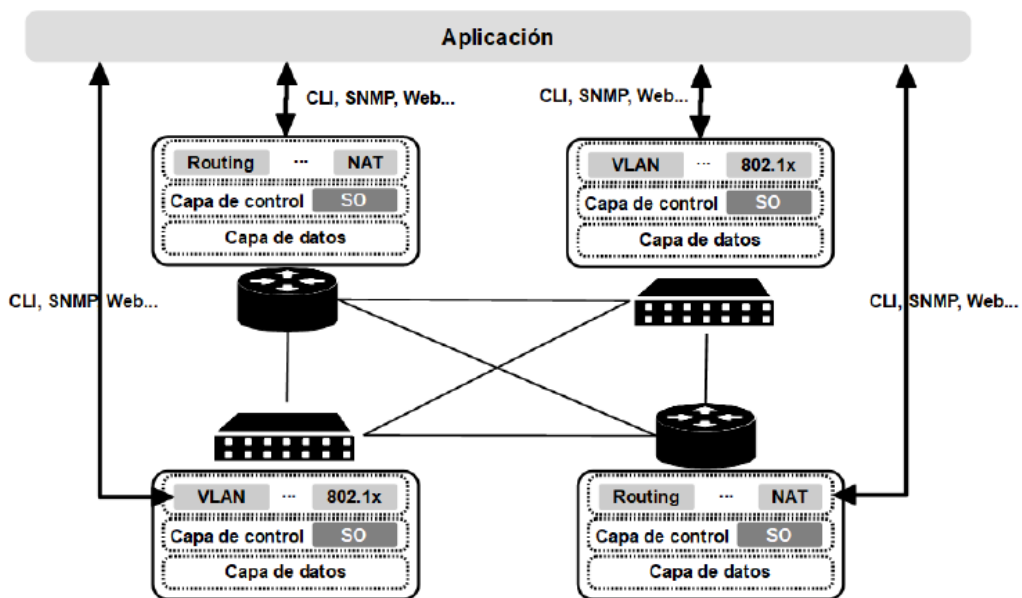 Aplicación
CLI, SNMP, Web...
CLI, SNMP, Web...
Routing ... NAT
Capa de control SO
Capa de datos
VLAN ... 802.1x
Capa de control SO
Capa de datos
CLI, SNMP, Web...
CLI, SNMP, Web...
VLAN ... 802.1x
Capa de control SO
Capa de datos
Routing ... NAT
Capa de control SO
Capa de datos